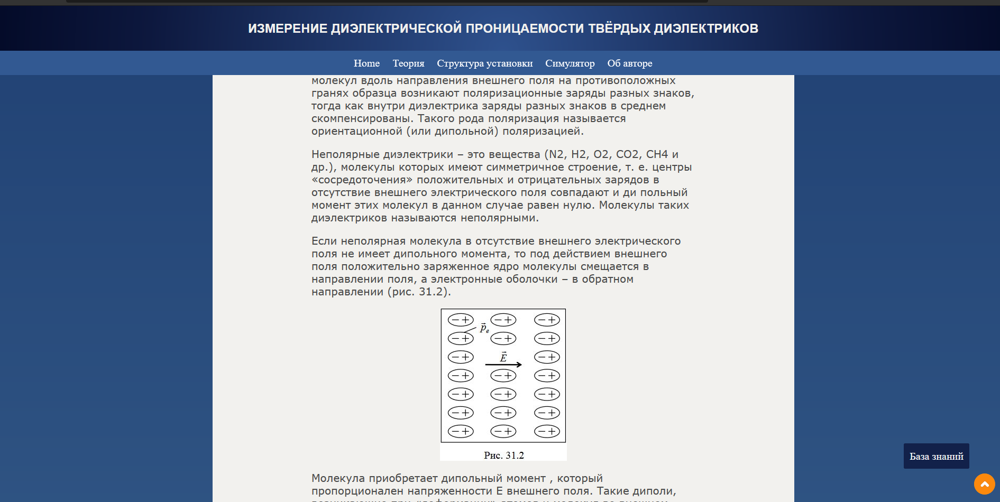 ИЗМЕРЕНИЕ ДИЭЛЕКТРИЧЕСКОЙ ПРОНИЦАЕМОСТИ ТВЁРДЫХ ДИЭЛЕКТРИКОВ
Home Теория Структура установки Симулятор Об авторе
молекул вдоль направления внешнего поля на противоположных
гранях образца возникают поляризационные заряды разных знаков,
тогда как внутри диэлектрика заряды разных знаков в среднем
скомпенсированы. Такого рода поляризация называется
ориентационной (или дипольной) поляризацией.
Неполярные диэлектрики – это вещества (N2, H2, O2, CO2, CH4 и
др.), молекулы которых имеют симметричное строение, т. е. центры
«сосредоточения» положительных и отрицательных зарядов в
отсутствие внешнего электрического поля совпадают и ди польный
момент этих молекул в данном случае равен нулю. Молекулы таких
диэлектриков называются неполярными.
Если неполярная молекула в отсутствие внешнего электрического
поля не имеет дипольного момента, то под действием внешнего
поля положительно заряженное ядро молекулы смещается в
направлении поля, а электронные оболочки – в обратном
направлении (рис. 31.2).
− + − + − +
p⃗e
− + − + − +
E⃗
− + − +
− + − + − +
− + − + − +
− + − + − +
− + − + − +
Рис. 31.2
База знаний
Молекула приобретает дипольный момент , который
пропорционален напряженности E внешнего поля. Такие диполи,